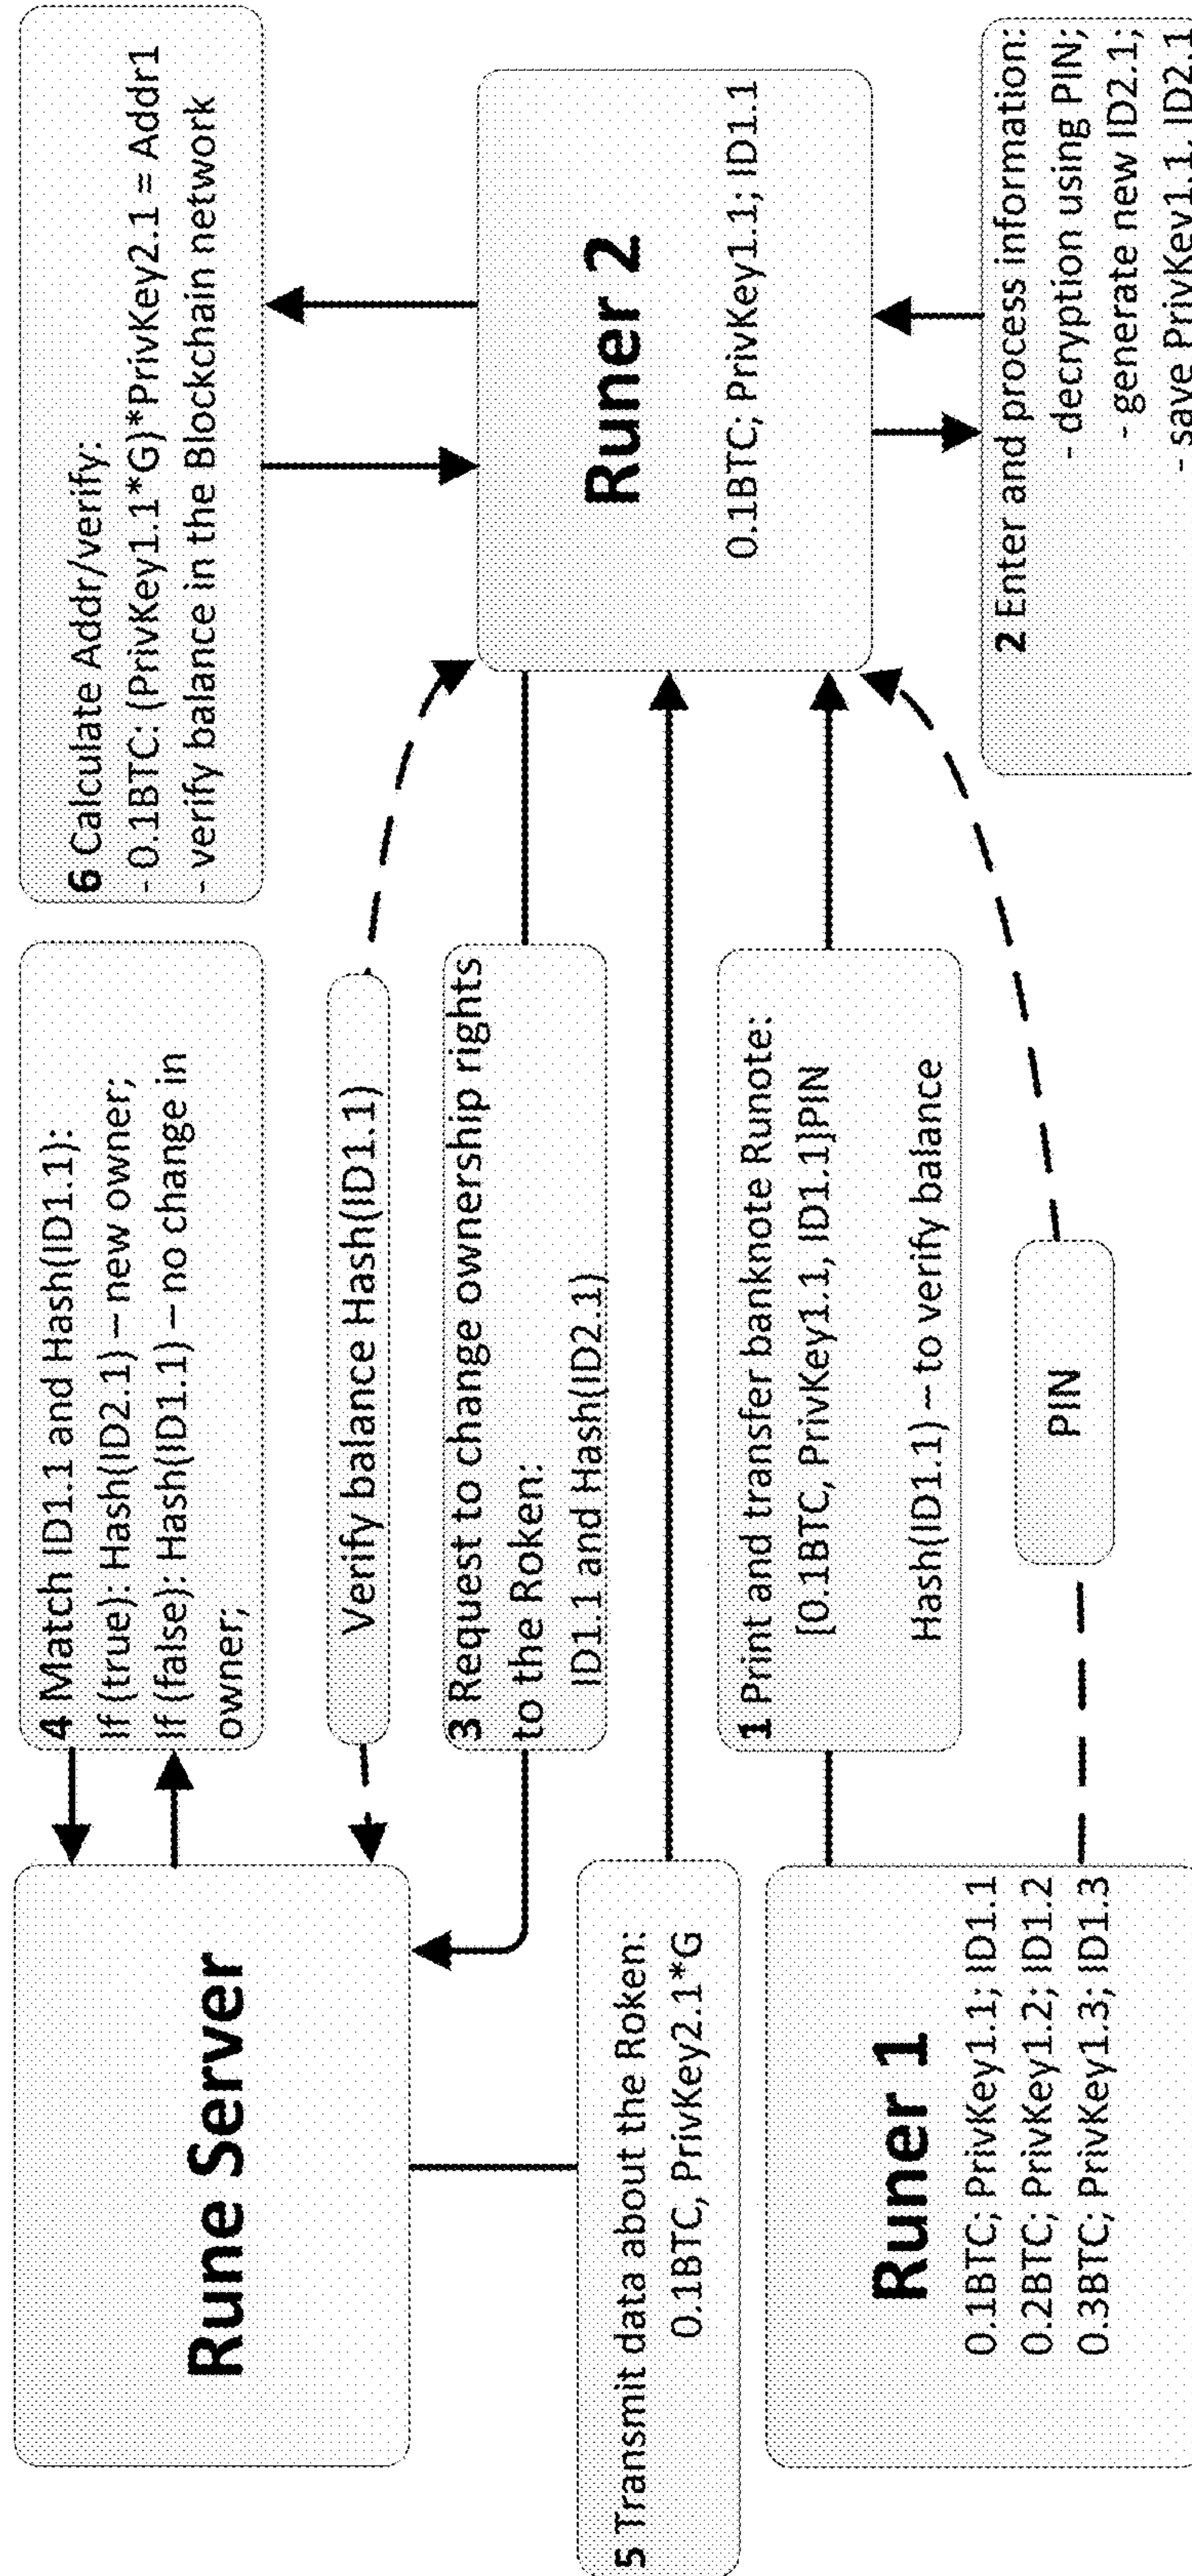 Rune Server
4 Match ID1.1 and Hash(ID1.1):
If (true): Hash(ID2.1) – new owner;
If (false): Hash(ID1.1) – no change in
owner;
6 Calculate Addr/verify:
- 0.1BTC: (PrivKey1.1*G)*PrivKey2.1 = Addr1
- verify balance in the Blockchain network
Verify balance Hash(ID1.1)
3 Request to change ownership rights
to the Roken:
ID1.1 and Hash(ID2.1)
5 Transmit data about the Roken:
0.1BTC, PrivKey2.1*G
Runer 2
0.1BTC; PrivKey1.1; ID1.1
Runer 1
0.1BTC; PrivKey1.1; ID1.1
0.2BTC; PrivKey1.2; ID1.2
0.3BTC; PrivKey1.3; ID1.3
1 Print and transfer banknote Runote:
[0.1BTC, PrivKey1.1, ID1.1]PIN
Hash(ID1.1) – to verify balance
PIN
2 Enter and process information:
- decryption using PIN;
- generate new ID2.1;
- save PrivKey1.1, ID2.1